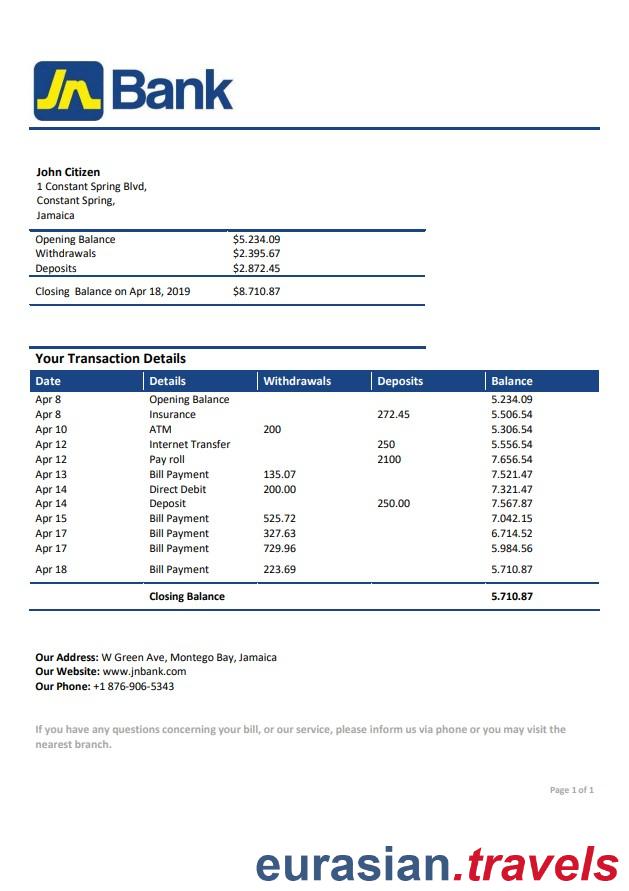 Jn Bank
John Citizen
1 Constant Spring Blvd,
Constant Spring,
Jamaica
Opening Balance $5.234.09
Withdrawals $2.395.67
Deposits $2.872.45
Closing Balance on Apr 18, 2019 $8.710.87
Your Transaction Details
Date Details Withdrawals Deposits Balance
Apr 8 Opening Balance 5.234.09
Apr 8 Insurance 272.45 5.506.54
Apr 10 ATM 200 5.306.54
Apr 12 Internet Transfer 250 5.556.54
Apr 12 Pay roll 2100 7.656.54
Apr 13 Bill Payment 135.07 7.521.47
Apr 14 Direct Debit 200.00 7.321.47
Apr 14 Deposit 250.00 7.567.87
Apr 15 Bill Payment 525.72 7.042.15
Apr 17 Bill Payment 327.63 6.714.52
Apr 17 Bill Payment 729.96 5.984.56
Apr 18 Bill Payment 223.69 5.710.87
Closing Balance 5.710.87
Our Address: W Green Ave, Montego Bay, Jamaica
Our Website: www.jnbank.com
Our Phone: +1 876-906-5343
If you have any questions concerning your bill, or our service, please inform us via phone or you may visit the
nearest branch.
Page 1 of 1
eurasian.travels